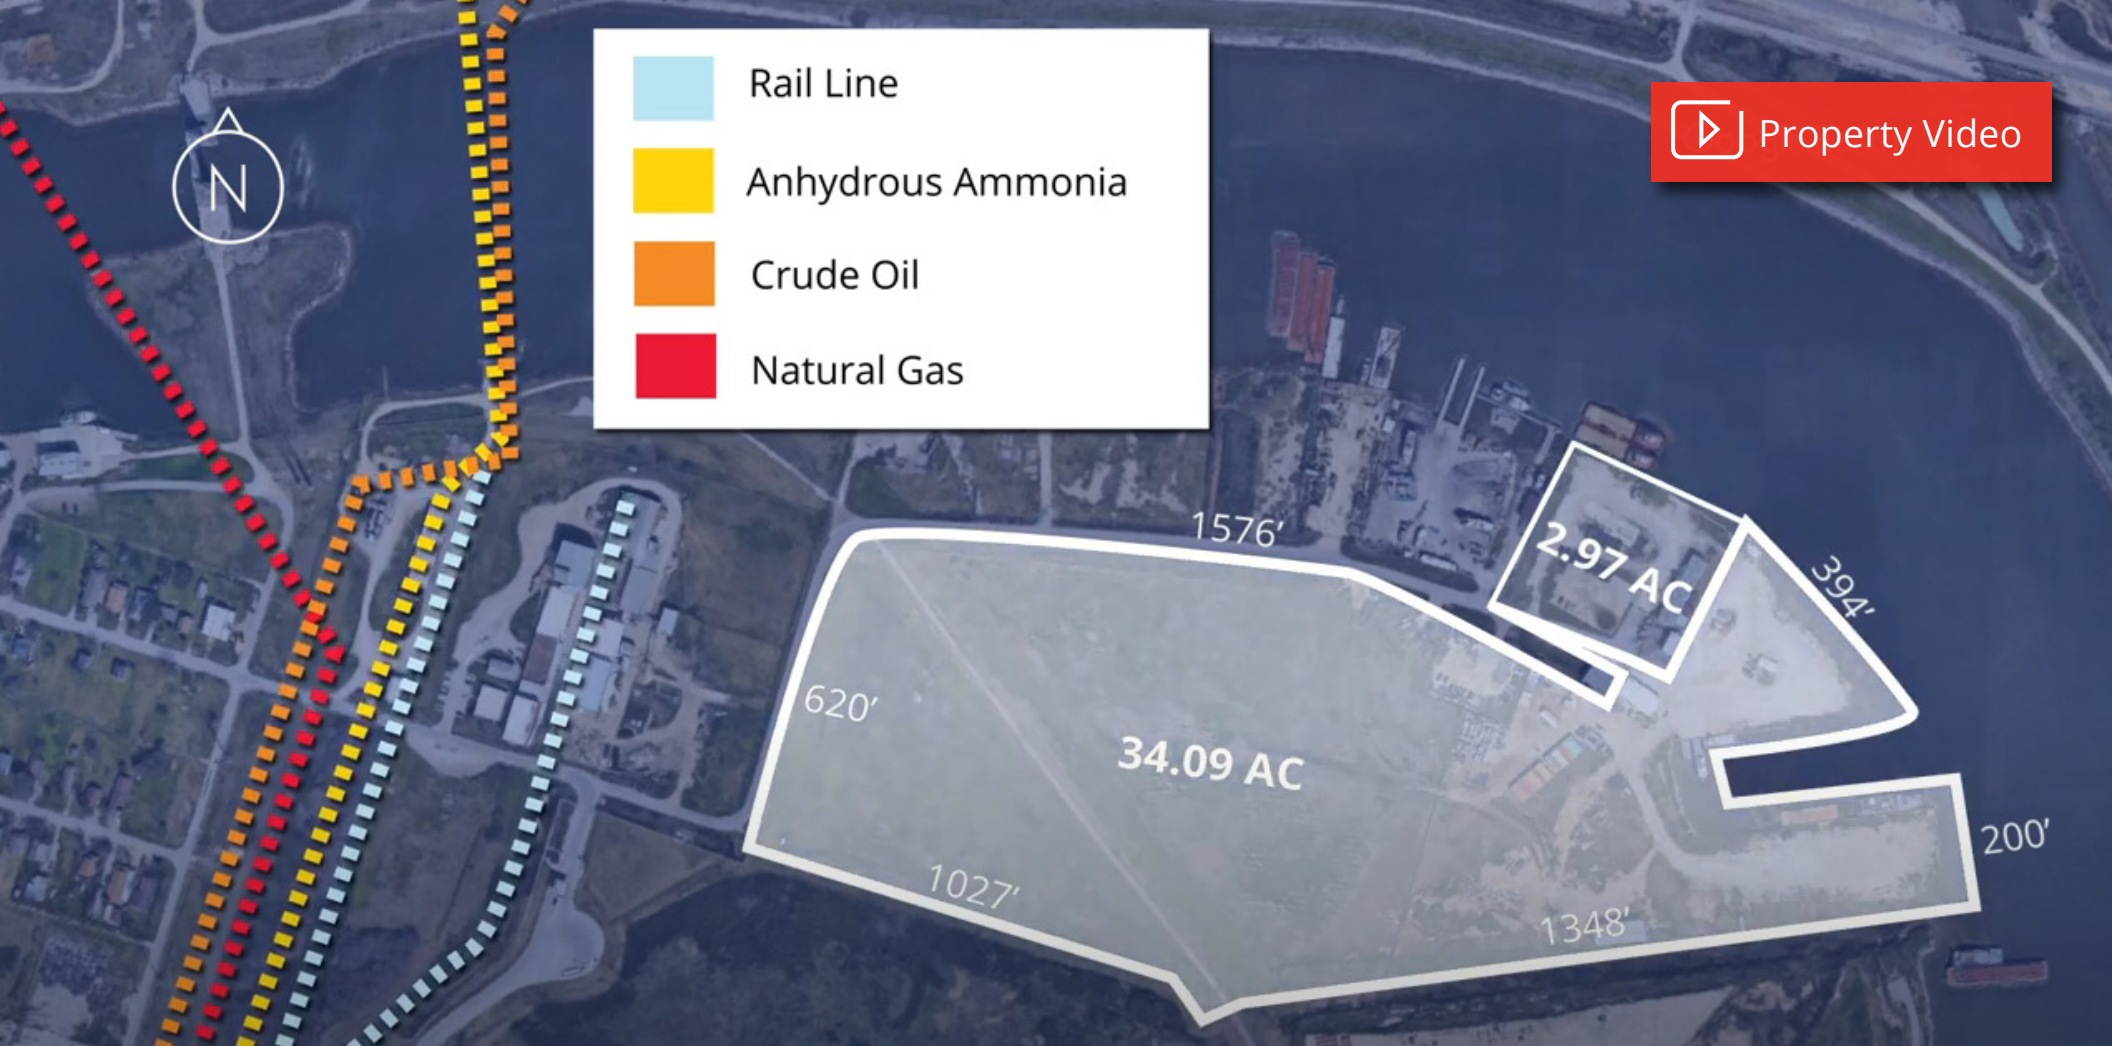 N
Rail Line
Anhydrous Ammonia
Crude Oil
Natural Gas
Property Video
1576′
2.97 AC
394′
620′
34.09 AC
200′
1027′
1348′